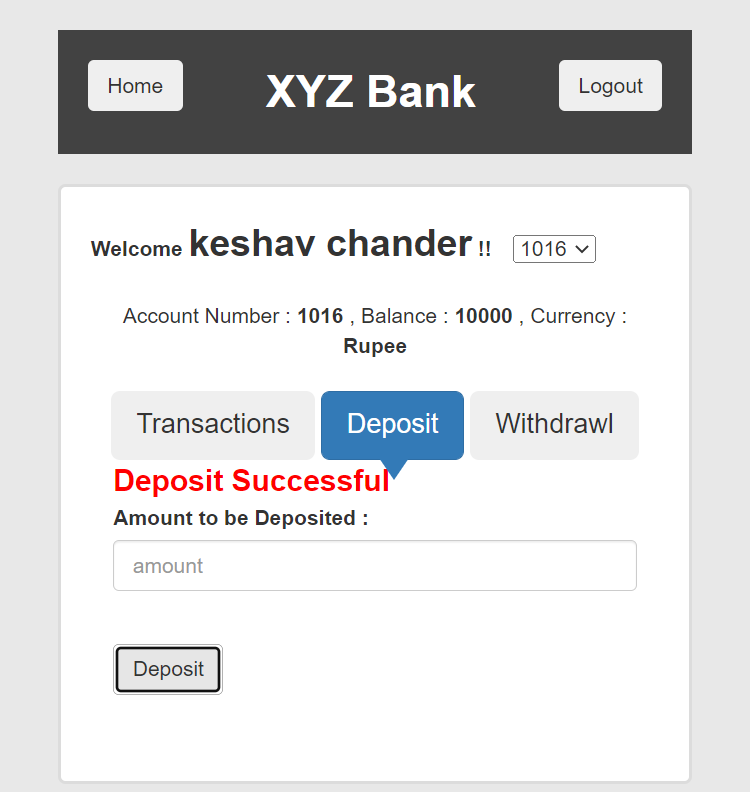 Home XYZ Bank Logout
Welcome keshav chander !! 1016
Account Number : 1016 , Balance : 10000 , Currency :
Rupee
Transactions Deposit Withdrawl
Deposit Successful
Amount to be Deposited :
amount
Deposit